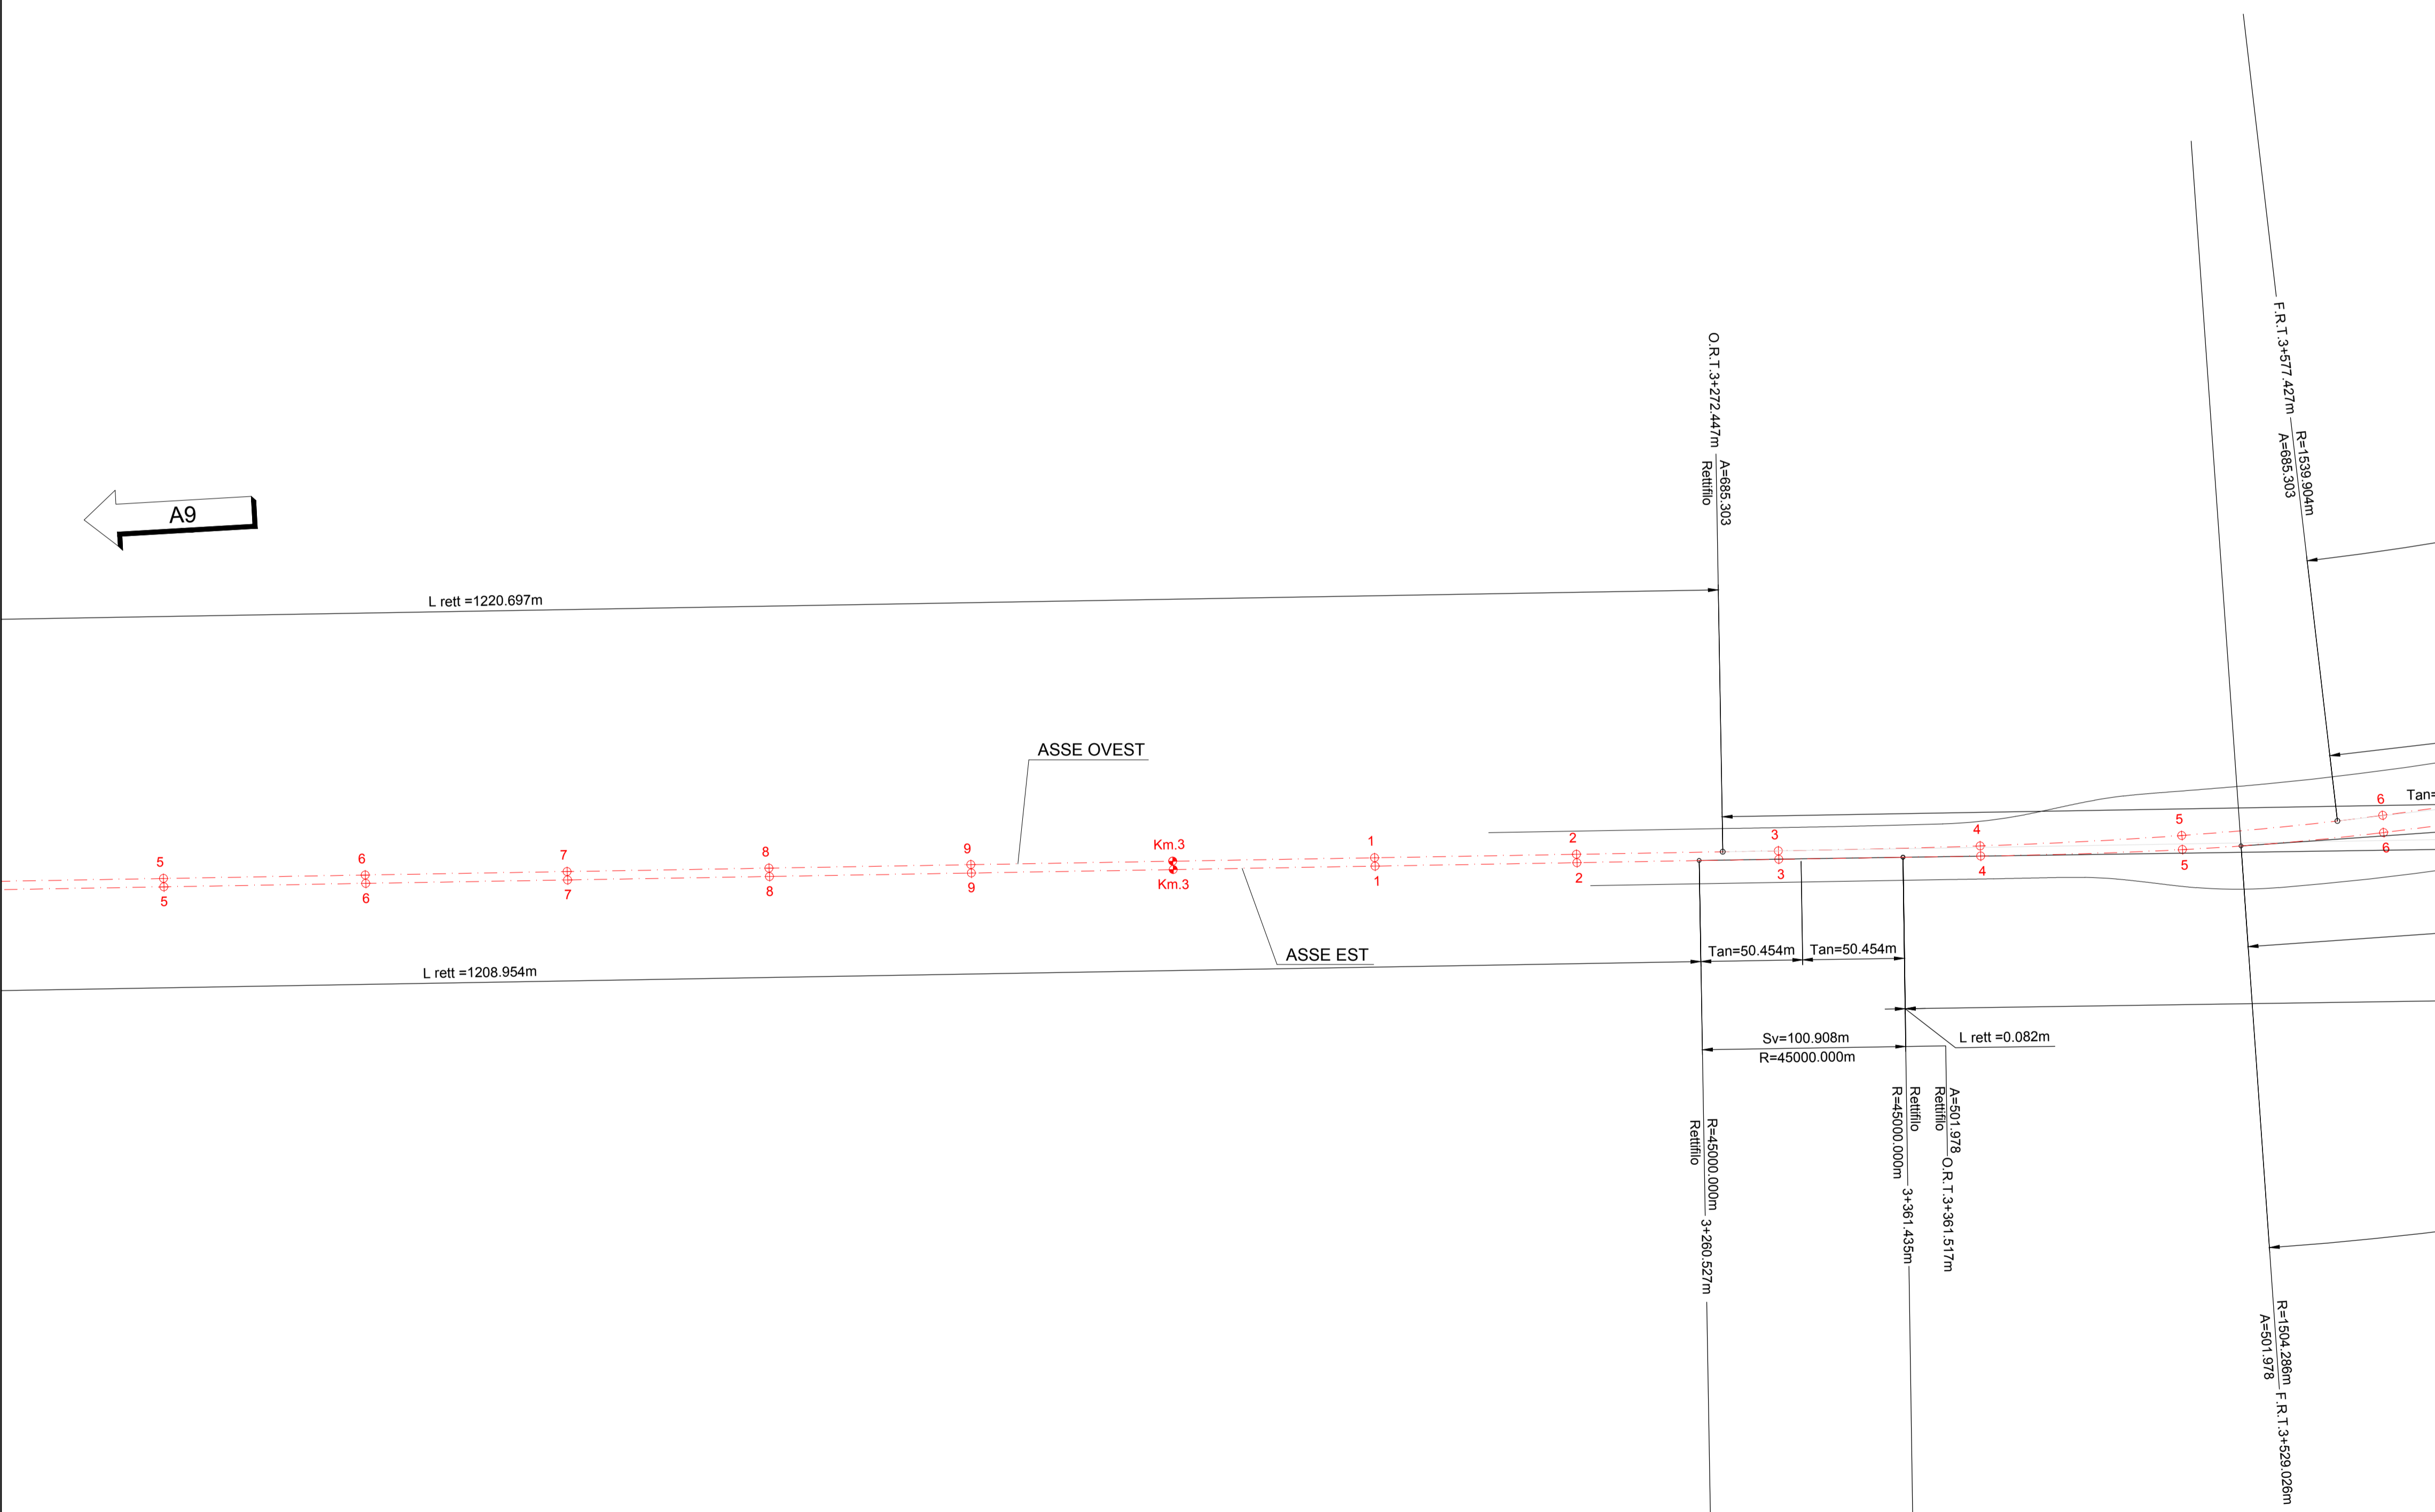 F.R.T.3+577.427m
R=1539.904m
A=685.303
O.R.T.3+272.447m
A=685.303
Rettifilo
A9
L rett =1220.697m
ASSE OVEST
Tan=
5 6 7 8 9 Km.3 1 2 3 4 5 6
5 6 7 8 9 Km.3 1 2 3 4 5 6
ASSE EST
Tan=50.454m Tan=50.454m
L rett =1208.954m
Sv=100.908m
R=45000.000m
L rett =0.082m
R=45000.000m
Rettifilo
3+260.527m
Rettifilo
R=45000.000m
3+361.435m
A=501.978
Rettifilo
O.R.T.3+361.517m
R=1504.286m
A=501.978
F.R.T.3+529.026m